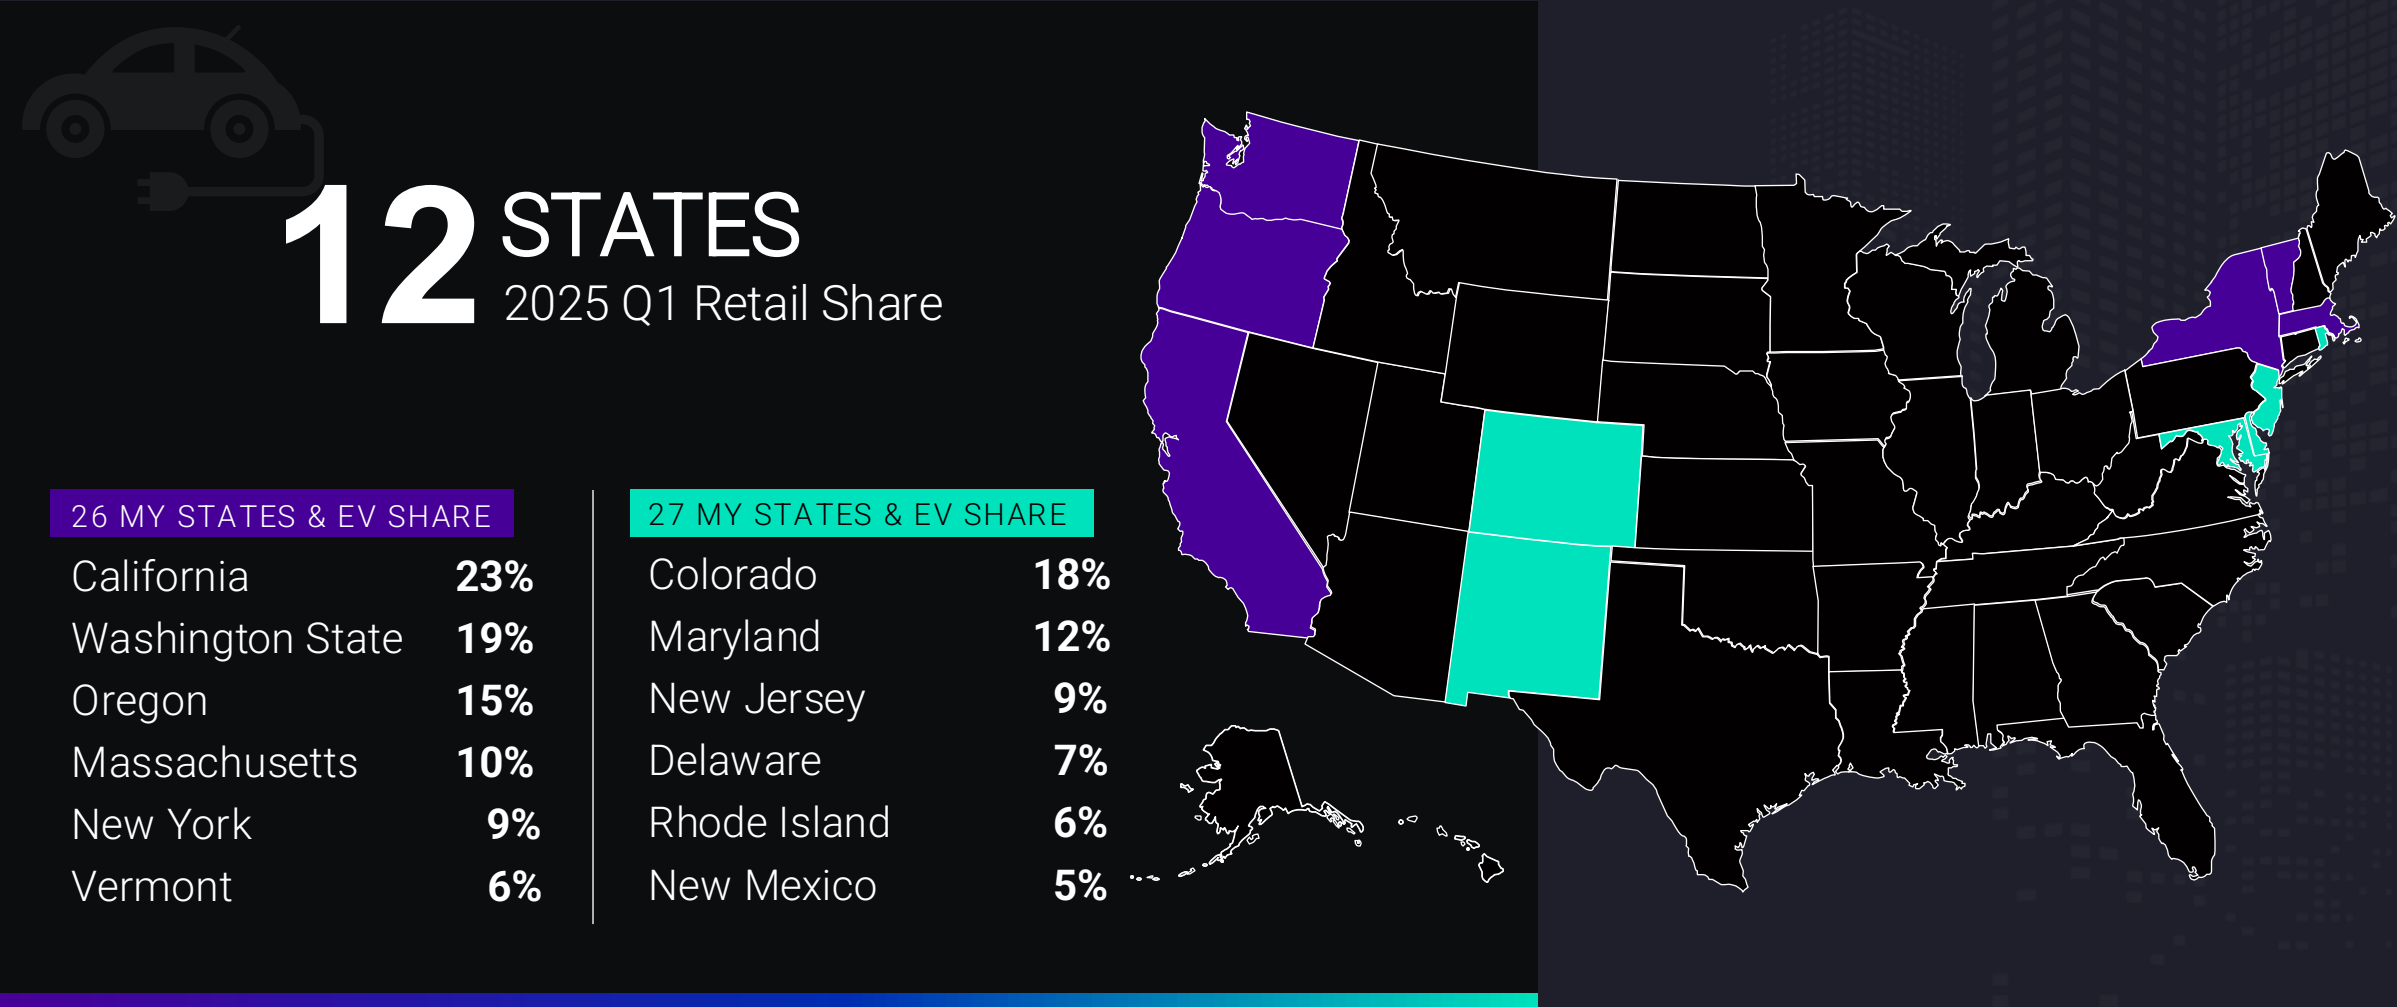 12 STATES
2025 Q1 Retail Share
26 MY STATES & EV SHARE
California 23%
Washington State 19%
Oregon 15%
Massachusetts 10%
New York 9%
Vermont 6%
27 MY STATES & EV SHARE
Colorado 18%
Maryland 12%
New Jersey 9%
Delaware 7%
Rhode Island 6%
New Mexico 5%